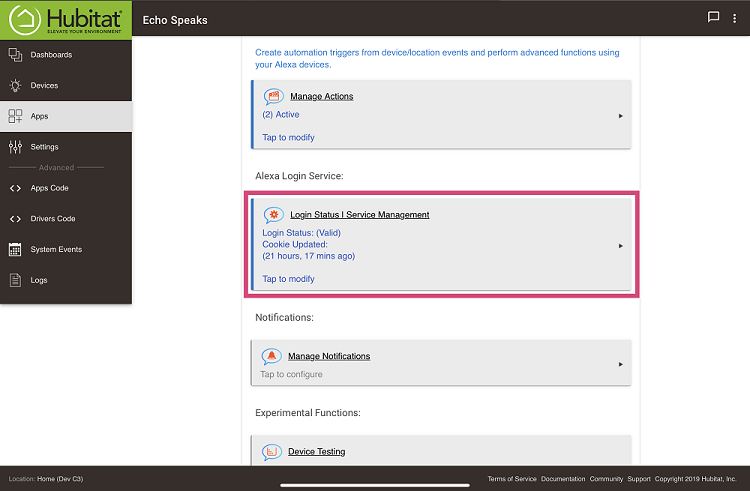 Hubitat®
ELEVATE YOUR ENVIRONMENT
Echo Speaks
Dashboards
Devices
Apps
Settings
Advanced
Apps Code
Drivers Code
System Events
Logs
Create automation triggers from device/location events and perform advanced functions using
your Alexa devices.
Manage Actions
(2) Active
Tap to modify
Alexa Login Service:
Login Status | Service Management
Login Status: (Valid)
Cookie Updated:
(21 hours, 17 mins ago)
Tap to modify
Notifications:
Manage Notifications
Tap to configure
Experimental Functions:
Device Testing
Location: Home (Dev C3)
Terms of Service Documentation Community Support Copyright 2019 Hubitat, Inc.